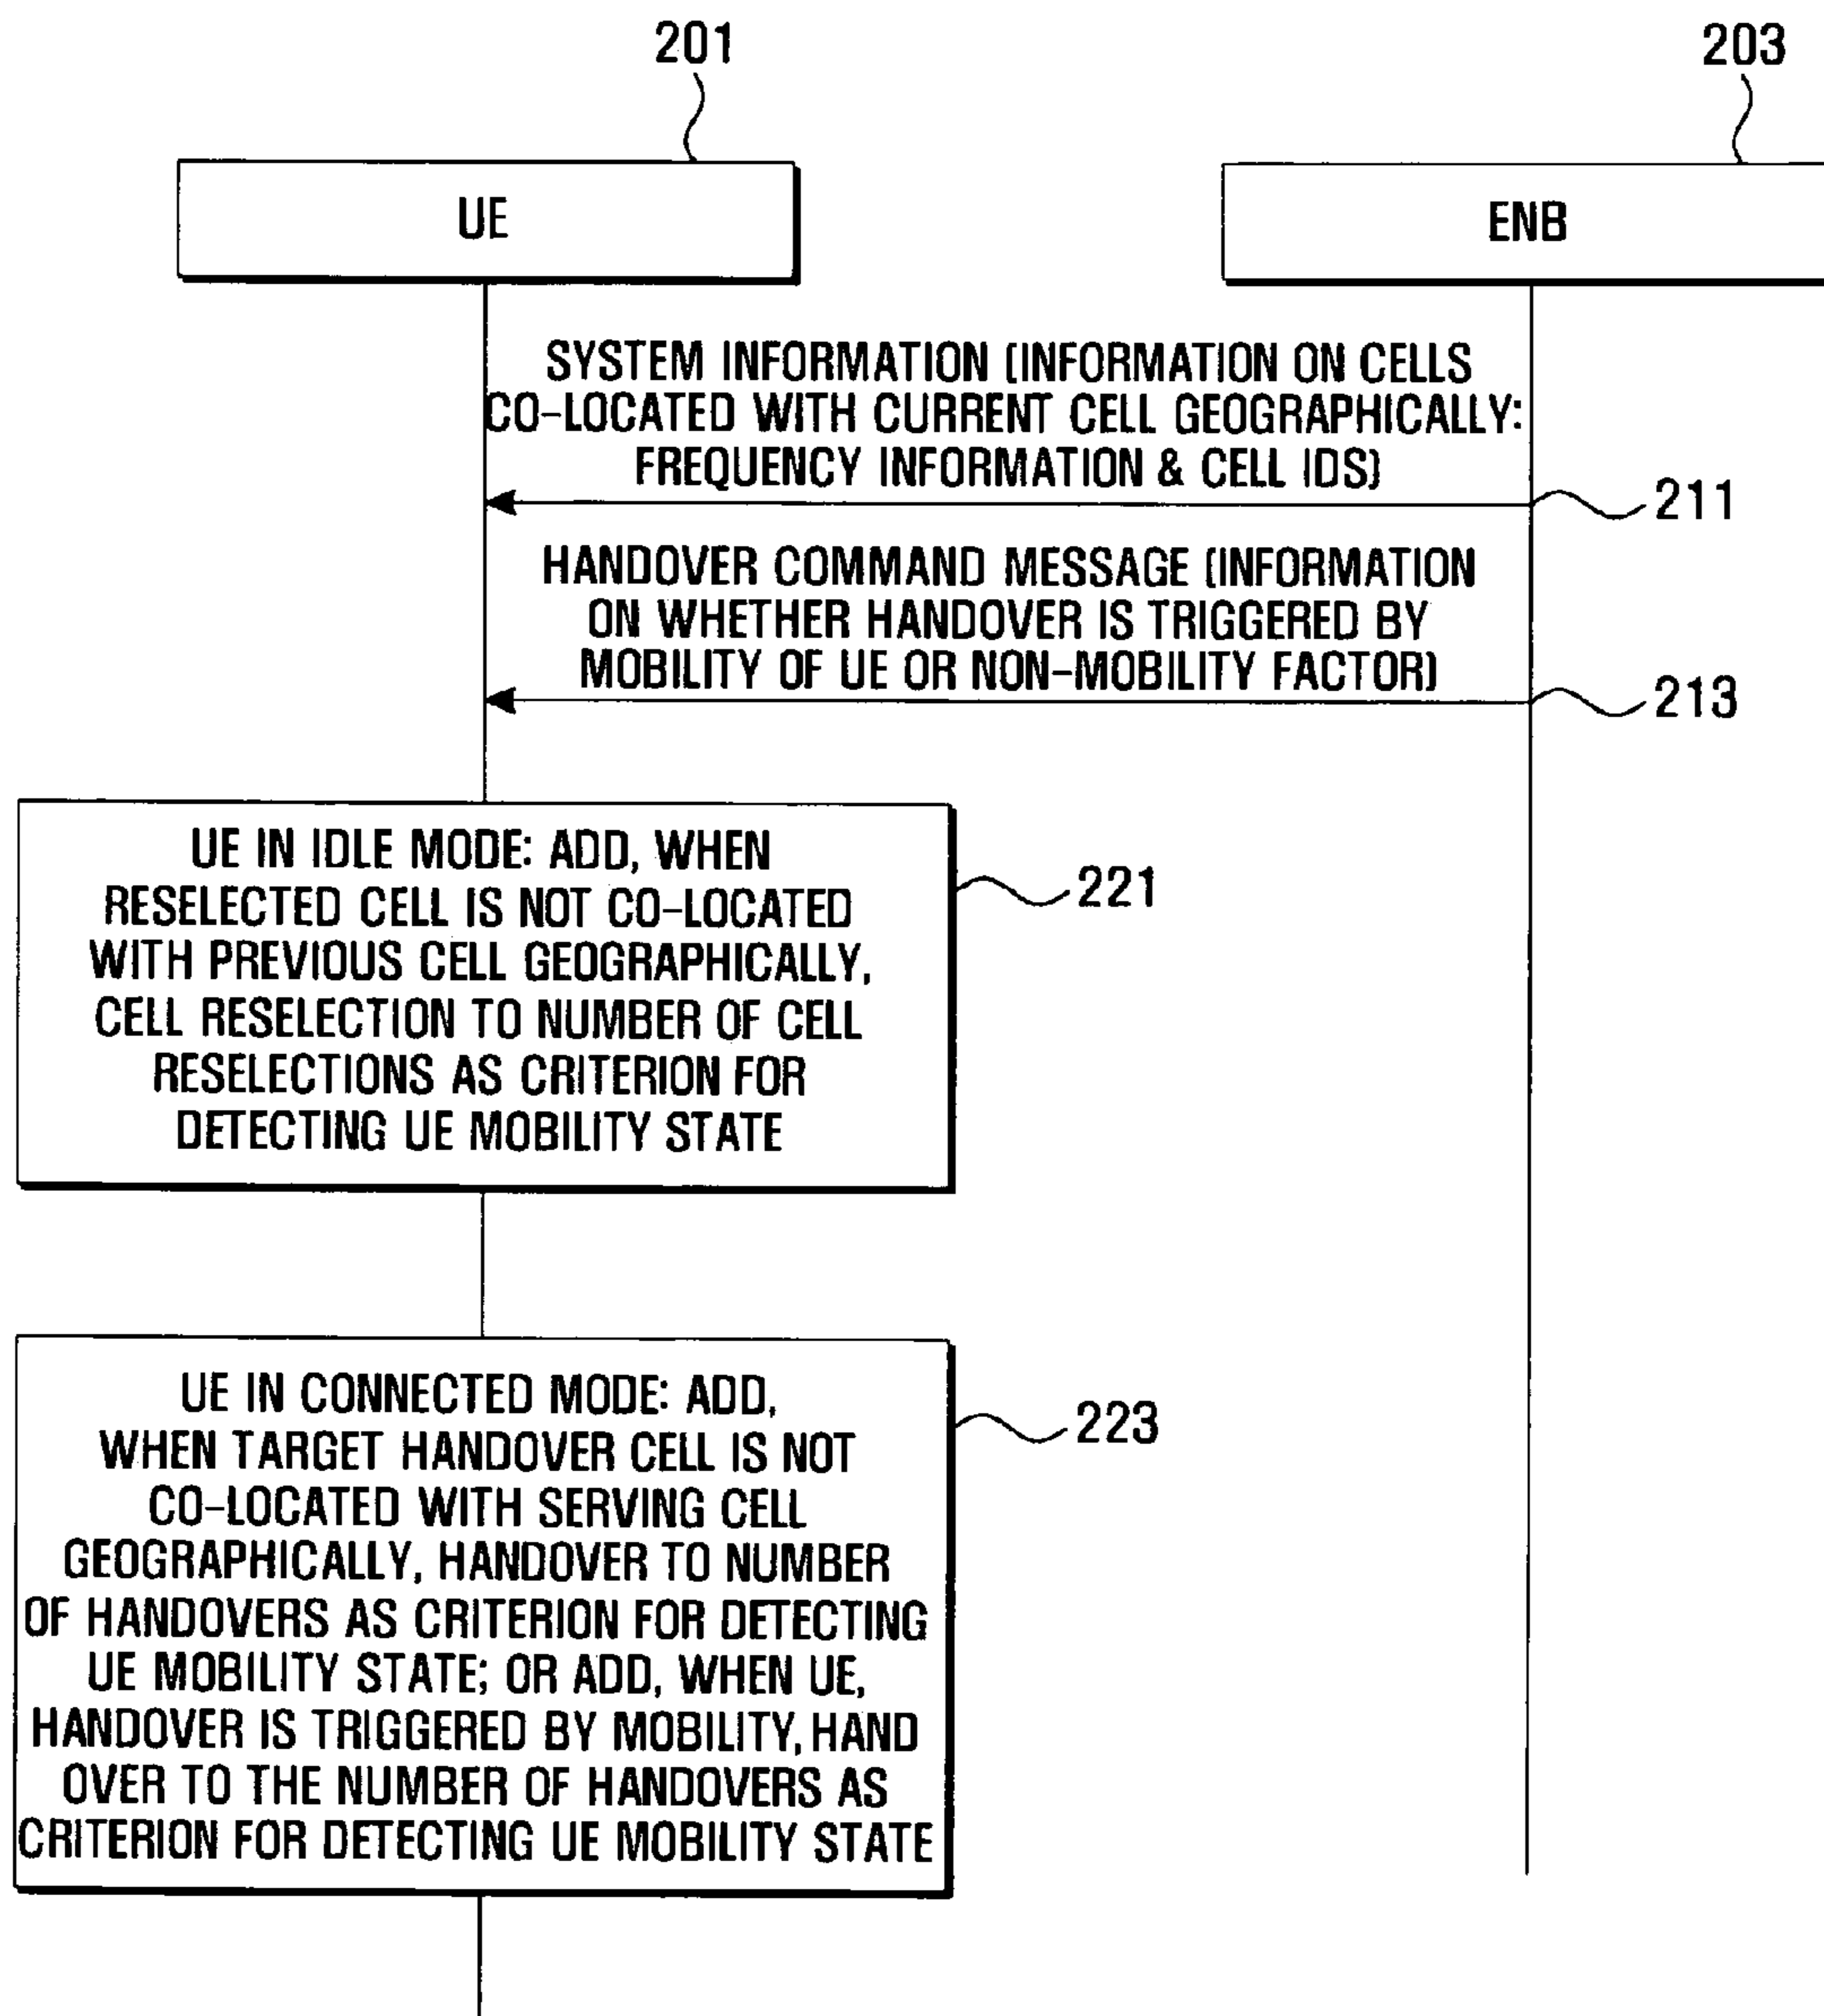 201
203
UE
ENB
SYSTEM INFORMATION (INFORMATION ON CELLS
CO-LOCATED WITH CURRENT CELL GEOGRAPHICALLY:
FREQUENCY INFORMATION & CELL IDS)
211
HANDOVER COMMAND MESSAGE (INFORMATION
ON WHETHER HANDOVER IS TRIGGERED BY
MOBILITY OF UE OR NON-MOBILITY FACTOR)
213
UE IN IDLE MODE: ADD, WHEN
RESELECTED CELL IS NOT CO-LOCATED
WITH PREVIOUS CELL GEOGRAPHICALLY,
CELL RESELECTION TO NUMBER OF CELL
RESELECTIONS AS CRITERION FOR
DETECTING UE MOBILITY STATE
221
UE IN CONNECTED MODE: ADD,
WHEN TARGET HANDOVER CELL IS NOT
CO-LOCATED WITH SERVING CELL
GEOGRAPHICALLY, HANDOVER TO NUMBER
OF HANDOVERS AS CRITERION FOR DETECTING
UE MOBILITY STATE; OR ADD, WHEN UE,
HANDOVER IS TRIGGERED BY MOBILITY, HAND
OVER TO THE NUMBER OF HANDOVERS AS
CRITERION FOR DETECTING UE MOBILITY STATE
223